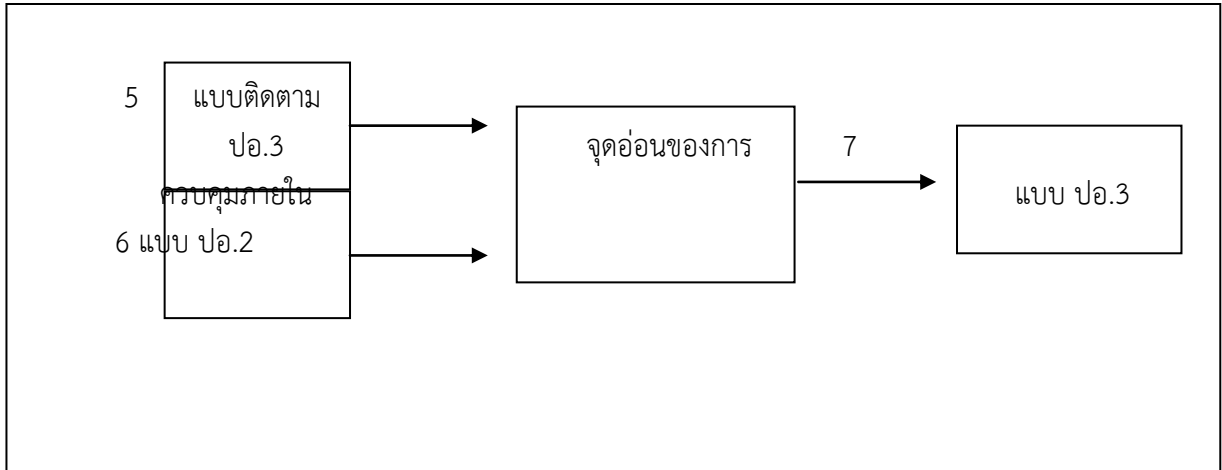 5 แบบติดตาม
ปอ.3
จุดอ่อนของการ 7
ควบคุมภายใน
แบบ ปอ.3
6 แบบ ปอ.2